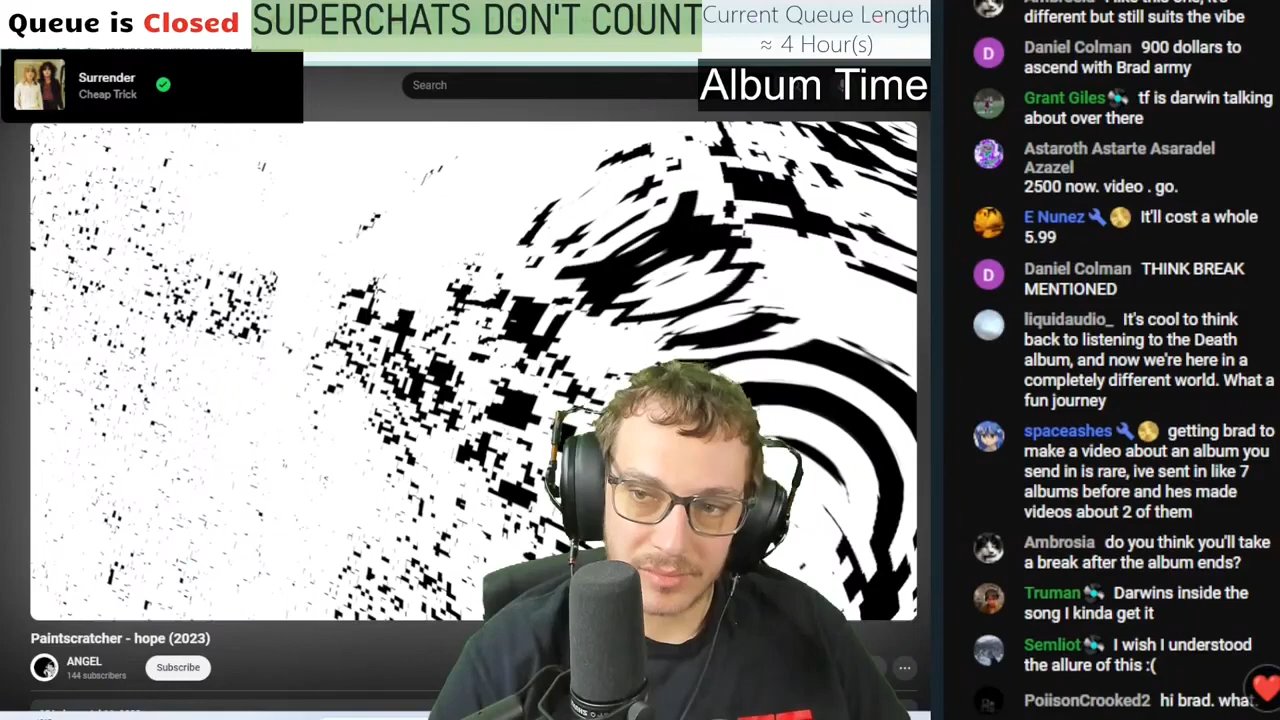 Queue is Closed
SUPERCHATS DON'T COUNT
Current Queue Length
≈ 4 Hour(s)
Album Time
Surrender
Cheap Trick
Search
Paintscratcher - hope (2023)
ANGEL
144 subscribers
Subscribe
different but still suits the vibe
D
Daniel Colman 900 dollars to
ascend with Brad army
Grant Giles tf is darwin talking
about over there
Astaroth Astarte Asaradel
Azazel
2500 now. video . go.
E Nunez It'll cost a whole
5.99
D
Daniel Colman THINK BREAK
MENTIONED
liquidaudio_ It's cool to think
back to listening to the Death
album, and now we're here in a
completely different world. What a
fun journey
spaceashes getting brad to
make a video about an album you
send in is rare, ive sent in like 7
albums before and hes made
videos about 2 of them
Ambrosia do you think you'll take
a break after the album ends?
Truman Darwins inside the
song I kinda get it
Semliot I wish I understood
the allure of this :(
PoiisonCrooked2 hi brad. what